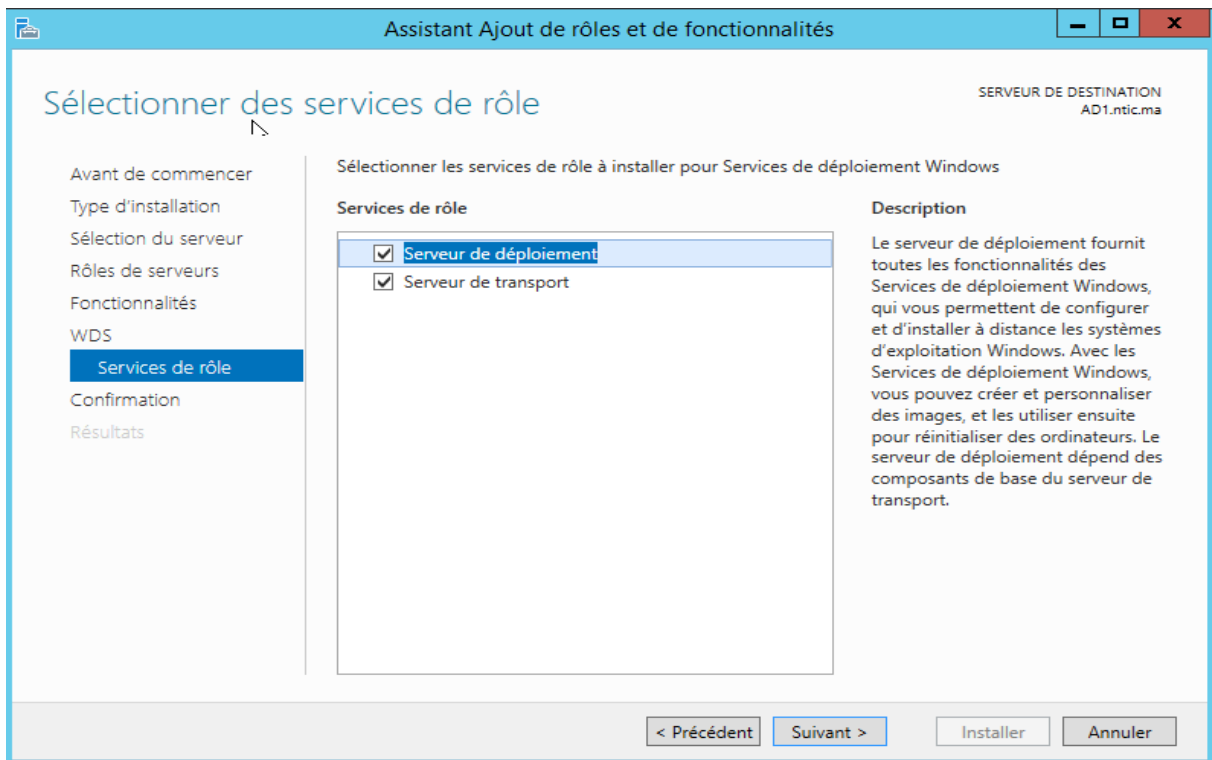 Assistant Ajout de rôles et de fonctionnalités
Sélectionner des services de rôle
SERVEUR DE DESTINATION
AD1.ntic.ma
Avant de commencer
Type d'installation
Sélection du serveur
Rôles de serveurs
Fonctionnalités
WDS
Services de rôle
Confirmation
Résultats
Sélectionner les services de rôle à installer pour Services de déploiement Windows
Services de rôle
Serveur de déploiement
Serveur de transport
Description
Le serveur de déploiement fournit
toutes les fonctionnalités des
Services de déploiement Windows,
qui vous permettent de configurer
et d'installer à distance les systèmes
d'exploitation Windows. Avec les
Services de déploiement Windows,
vous pouvez créer et personnaliser
des images, et les utiliser ensuite
pour réinitialiser des ordinateurs. Le
serveur de déploiement dépend des
composants de base du serveur de
transport.
< Précédent
Suivant >
Installer
Annuler